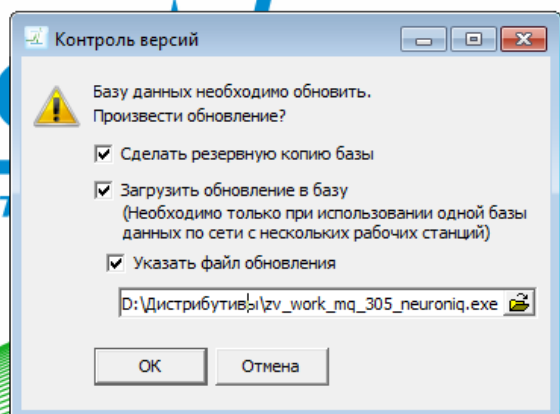 Контроль версий
Базу данных необходимо обновить.
Произвести обновление?
Сделать резервную копию базы
Загрузить обновление в базу
(Необходимо только при использовании одной базы
данных по сети с нескольких рабочих станций)
Указать файл обновления
D:\Дистрибутивы\zv_work_mq_305_neuroniq.exe
ОК
Отмена